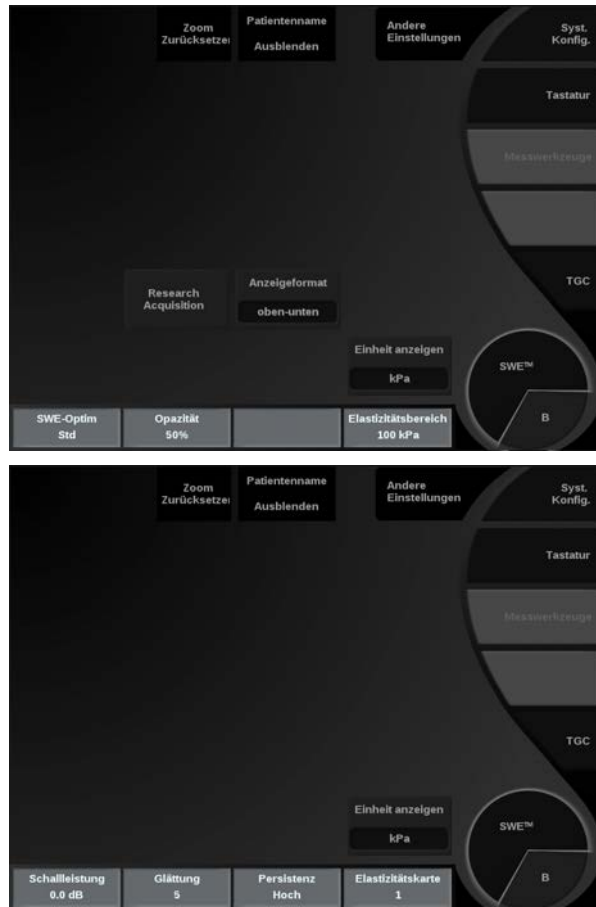 Zoom
Zurücksetzen
Patientenname
Ausblenden
Andere
Einstellungen
Syst.
Konfig.
Tastatur
Messwerkzeuge
TGC
Research
Acquisition
Anzeigeformat
oben-unten
Einheit anzeigen
kPa
SWE™
B
SWE-Optim
Std
Opazität
50%
Elastizitätsbereich
100 kPa
Zoom
Zurücksetzen
Patientenname
Ausblenden
Andere
Einstellungen
Syst.
Konfig.
Tastatur
Messwerkzeuge
TGC
Einheit anzeigen
kPa
SWE™
B
Schallleistung
0.0 dB
Glättung
5
Persistenz
Hoch
Elastizitätskarte
1